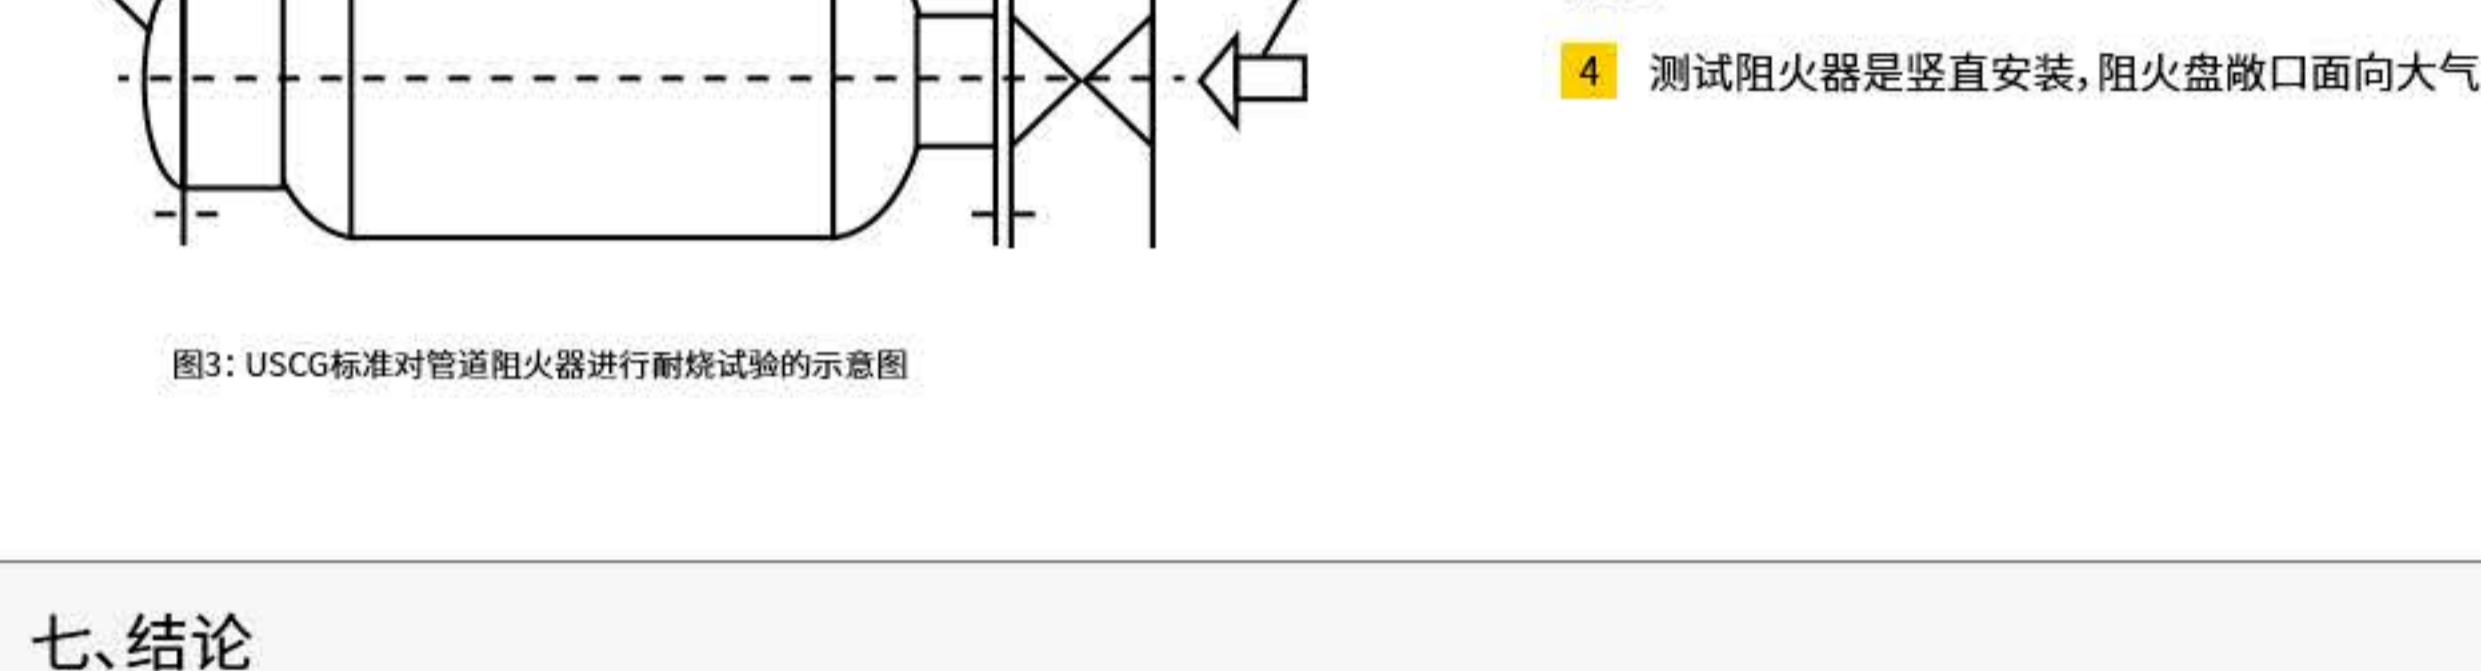 4 测试阻火器是竖直安装，阻火盘敞口面向大气
图3：USCG标准对管道阻火器进行耐烧试验的示意图
七、结论